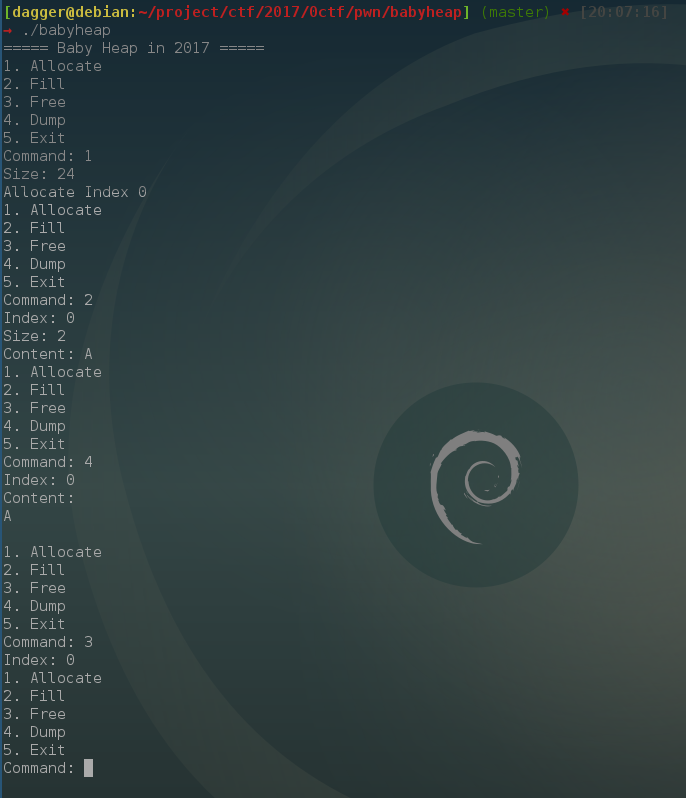 [dagger@debian:~/project/ctf/2017/0ctf/pwn/babyheap] (master) ✖ [20:07:16]
→ ./babyheap
===== Baby Heap in 2017 =====
1. Allocate
2. Fill
3. Free
4. Dump
5. Exit
Command: 1
Size: 24
Allocate Index 0
1. Allocate
2. Fill
3. Free
4. Dump
5. Exit
Command: 2
Index: 0
Size: 2
Content: A
1. Allocate
2. Fill
3. Free
4. Dump
5. Exit
Command: 4
Index: 0
Content:
A
1. Allocate
2. Fill
3. Free
4. Dump
5. Exit
Command: 3
Index: 0
1. Allocate
2. Fill
3. Free
4. Dump
5. Exit
Command: